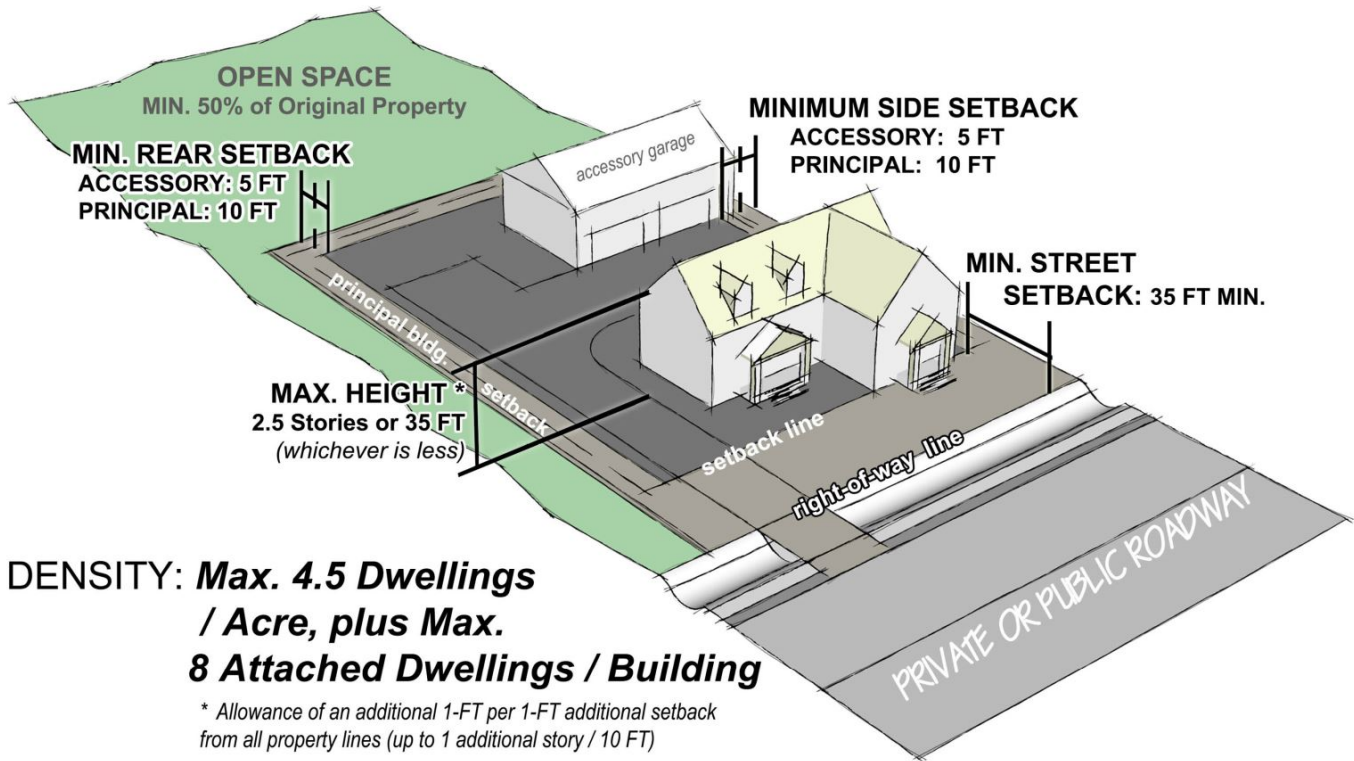 OPEN SPACE
MIN. 50% of Original Property
MIN. REAR SETBACK
ACCESSORY: 5 FT
PRINCIPAL: 10 FT
accessory garage
MINIMUM SIDE SETBACK
ACCESSORY: 5 FT
PRINCIPAL: 10 FT
MIN. STREET
SETBACK: 35 FT MIN.
principal bldg. setback
MAX. HEIGHT *
2.5 Stories or 35 FT
(whichever is less)
setback line
right-of-way line
PRIVATE OR PUBLIC ROADWAY
DENSITY: Max. 4.5 Dwellings
/ Acre, plus Max.
8 Attached Dwellings / Building
* Allowance of an additional 1-FT per 1-FT additional setback
from all property lines (up to 1 additional story / 10 FT)